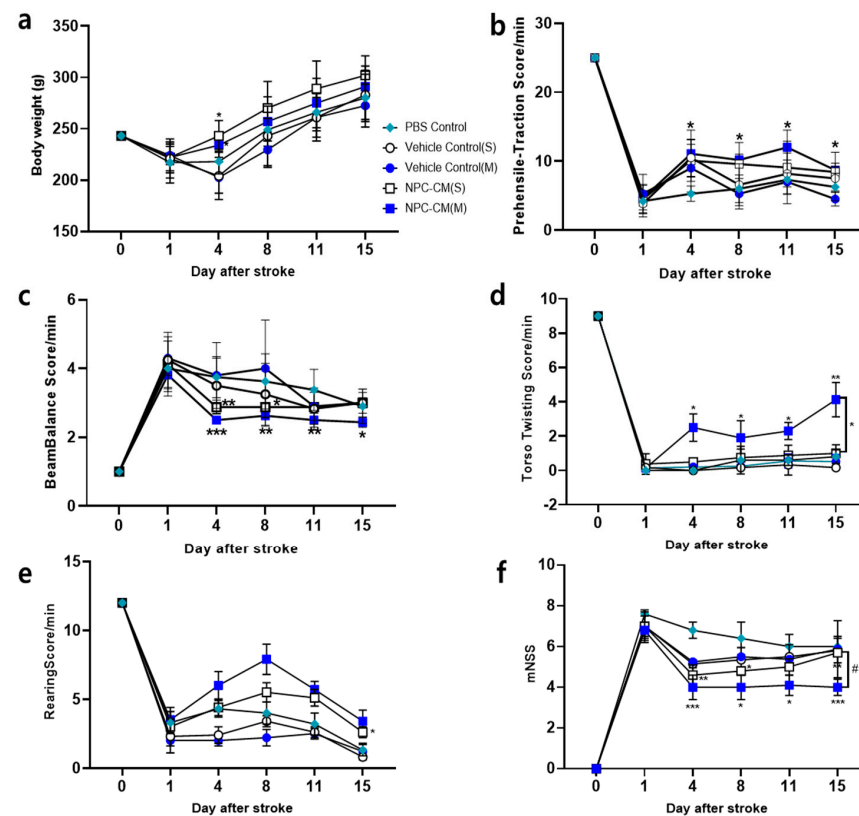 a
350
300
250
200
150
Body weight (g)
*
*
0 1 4 8 11 15
Day after stroke
PBS Control
Vehicle Control(S)
Vehicle Control(M)
NPC-CM(S)
NPC-CM(M)
b
30
20
10
0
Prehensile-Traction Score/min
* * * *
0 1 4 8 11 15
Day after stroke
c
6
4
2
0
BeamBalance Score/min
** *
*** ** ** *
0 1 4 8 11 15
Day after stroke
d
10
8
6
4
2
0
-2
Torso Twisting Score/min
* * * **
*
0 1 4 8 11 15
Day after stroke
e
15
10
5
0
RearingScore/min
*
0 1 4 8 11 15
Day after stroke
f
10
8
6
4
2
0
mNSS
** * **
#
*** * * ***
0 1 4 8 11 15
Day after stroke